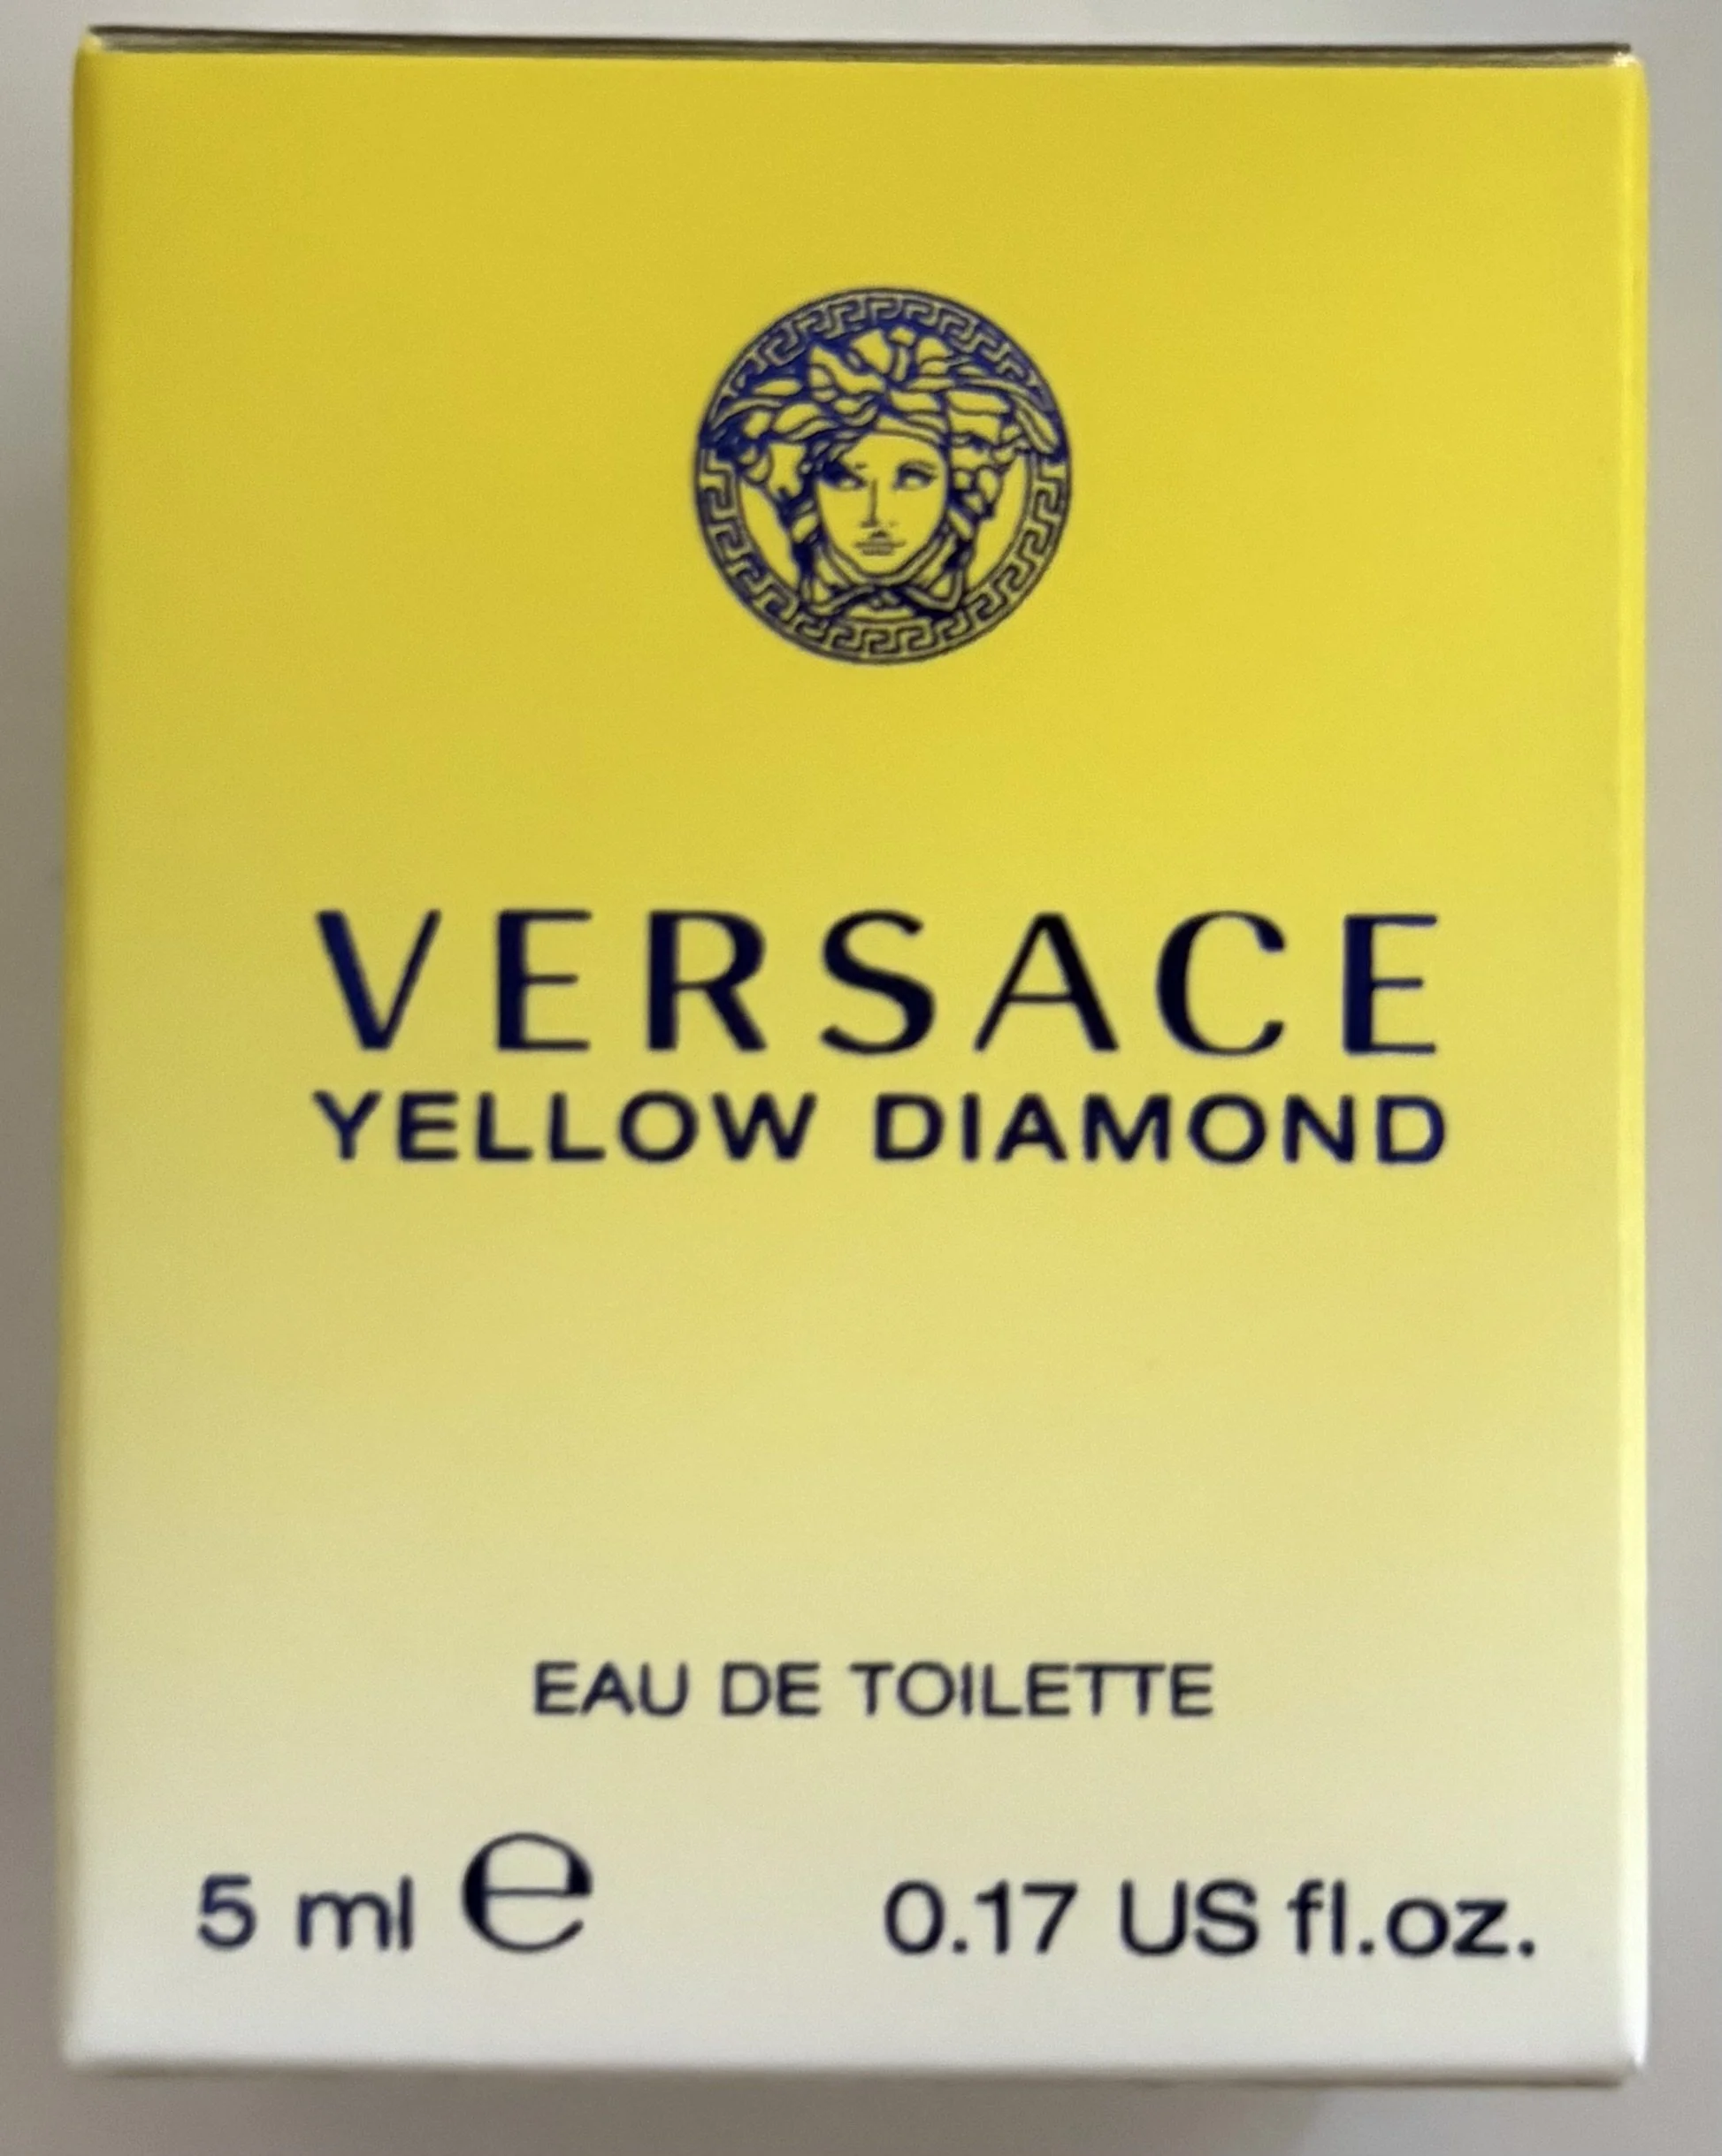 VERSACE
YELLOW DIAMOND
EAU DE TOILETTE
5 ml ℮ 0.17 US fl.oz.